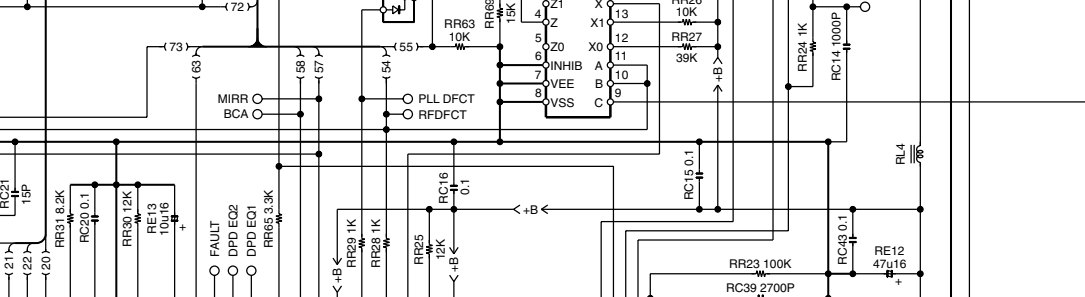 72
RR69
15K
Z1
4
Z
5
Z0
6
INHIB
7
VEE
8
VSS
X
13
X1
12
X0
11
A
10
B
9
C
RR26
10K
RR27
39K
+B
RR24 1K
RC14 1000P
73
63
58
57
54
55
RR63
10K
MIRR
BCA
PLL DFCT
RFDFCT
RC21
15P
RR31 8.2K
RC20 0.1
RR30 12K
RE13
10u16
+
FAULT
DPD EQ2
DPD EQ1
RR65 3.3K
RR29 1K
RR28 1K
RR25
12K
RC16
0.1
+B
+B
+B
RC15 0.1
RL4
RC43 0.1
RE12
47u16
+
RR23 100K
RC39 2700P
21
22
20